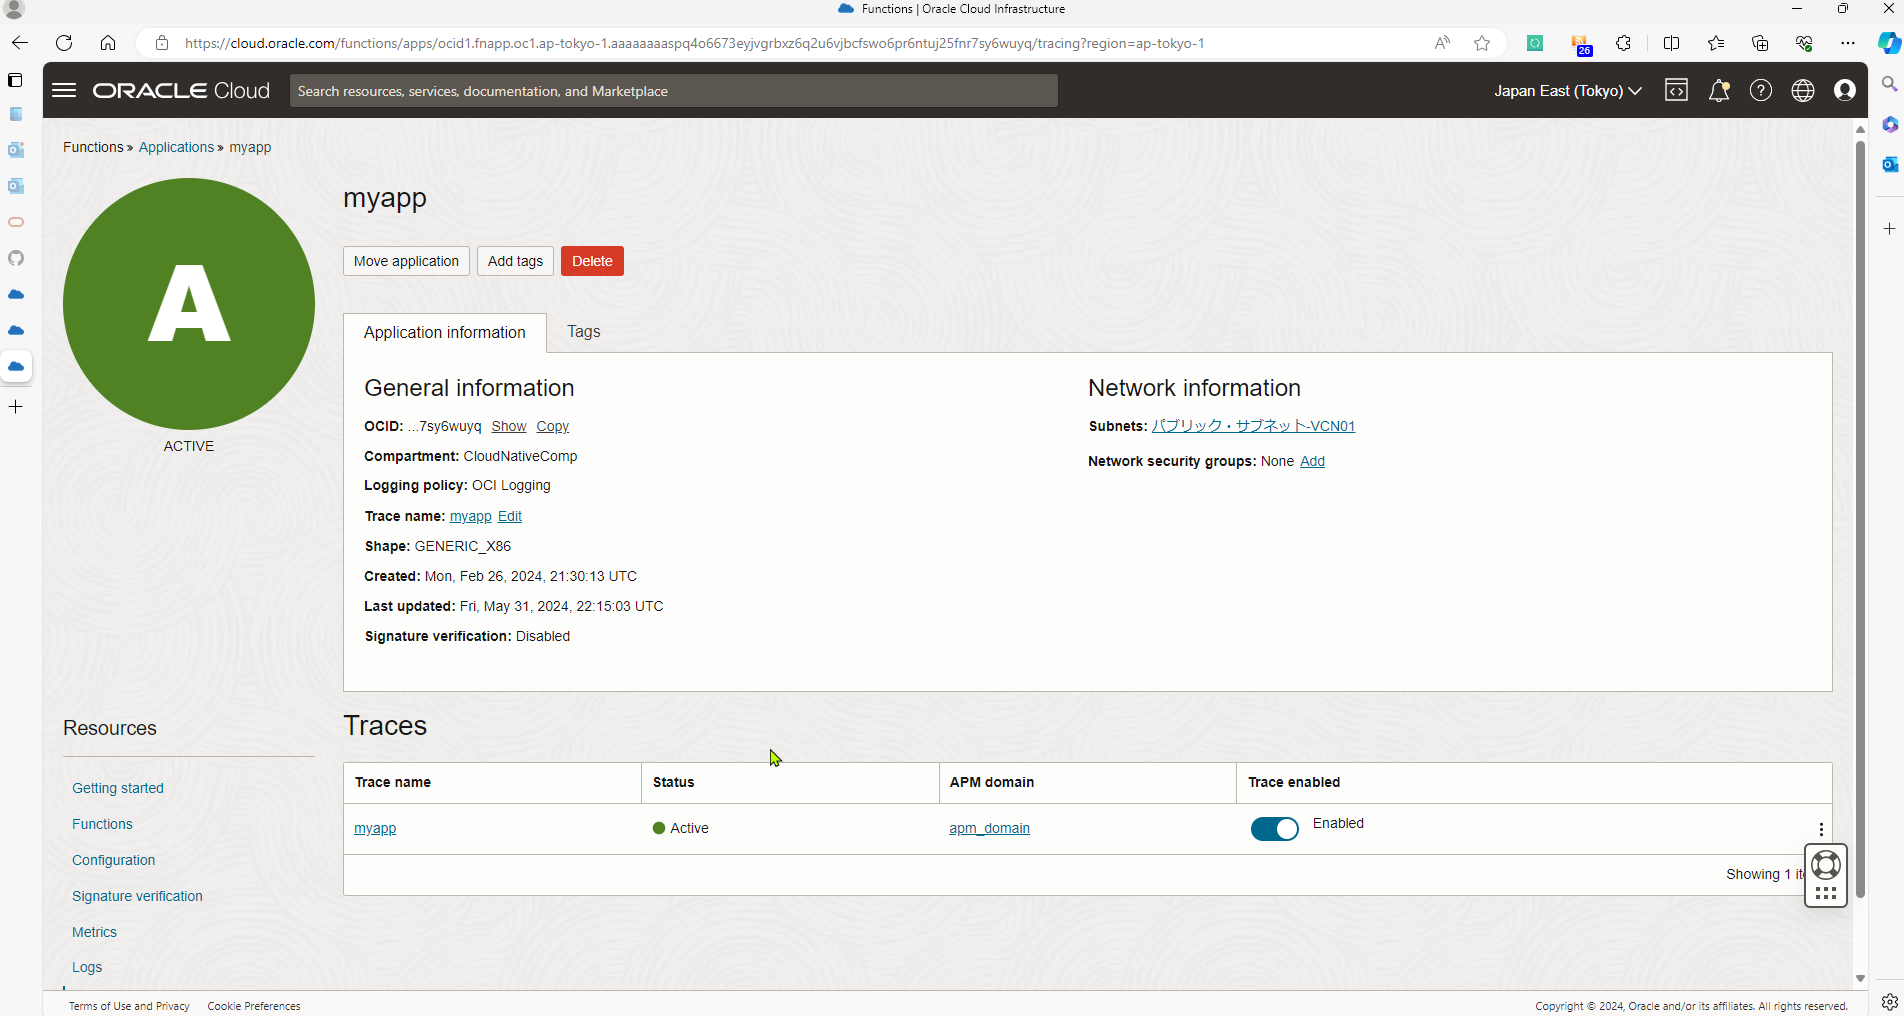 Functions | Oracle Cloud Infrastructure
https://cloud.oracle.com/functions/apps/ocid1.fnapp.oc1.ap-tokyo-1.aaaaaaaaspq4o6673eyjvgrbxz6q2u6vjbcfswo6pr6ntuj25fnr7sy6wuyq/tracing?region=ap-tokyo-1
26
ORACLE Cloud
Search resources, services, documentation, and Marketplace
Japan East (Tokyo)
Functions » Applications » myapp
A
ACTIVE
myapp
Move application
Add tags
Delete
Application information
Tags
General information
OCID: ...7sy6wuyq Show Copy
Compartment: CloudNativeComp
Logging policy: OCI Logging
Trace name: myapp Edit
Shape: GENERIC_X86
Created: Mon, Feb 26, 2024, 21:30:13 UTC
Last updated: Fri, May 31, 2024, 22:15:03 UTC
Signature verification: Disabled
Network information
Subnets: パブリック・サブネット-VCN01
Network security groups: None Add
Resources
Getting started
Functions
Configuration
Signature verification
Metrics
Logs
Traces
Trace name Status APM domain Trace enabled
myapp Active apm_domain Enabled
Showing 1
Terms of Use and Privacy Cookie Preferences
Copyright © 2024, Oracle and/or its affiliates. All rights reserved.